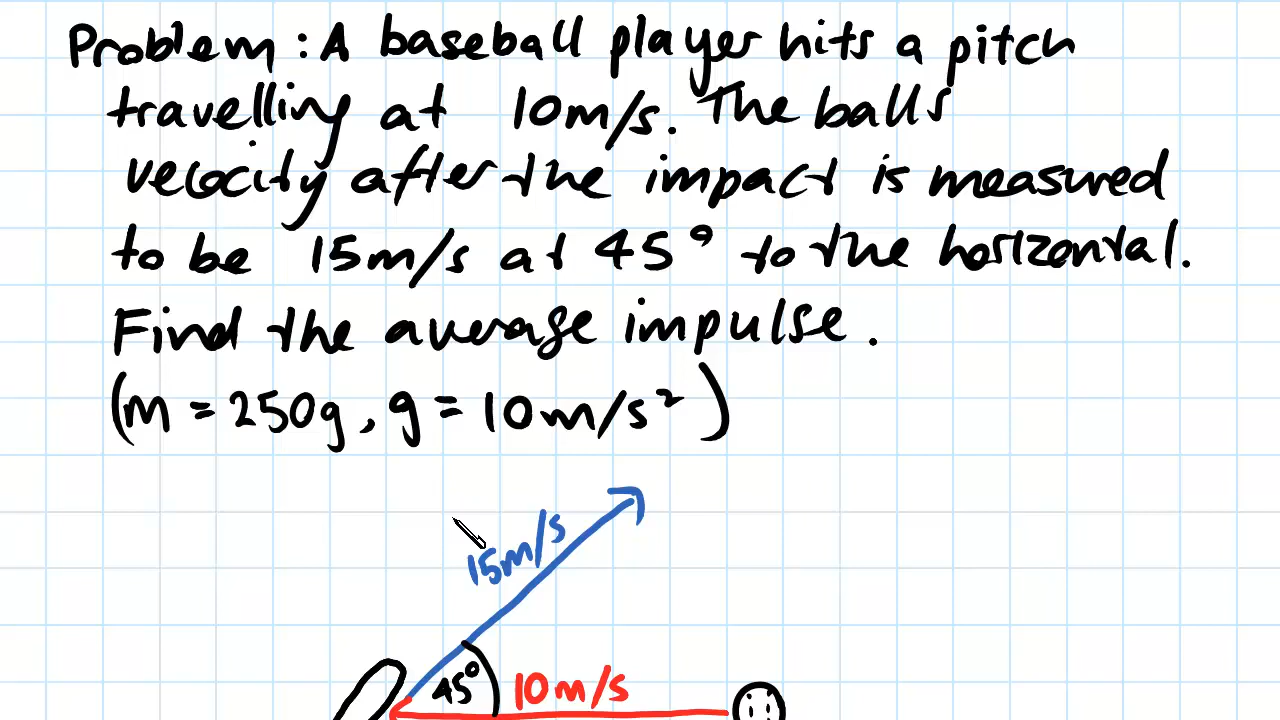 Problem: A baseball player hits a pitch
travelling at 10m/s. The balls
velocity after the impact is measured
to be 15m/s at 45° to the horizontal.
Find the average impulse.
(m = 250g, g = 10m/s²)
15m/s
45° 10m/s